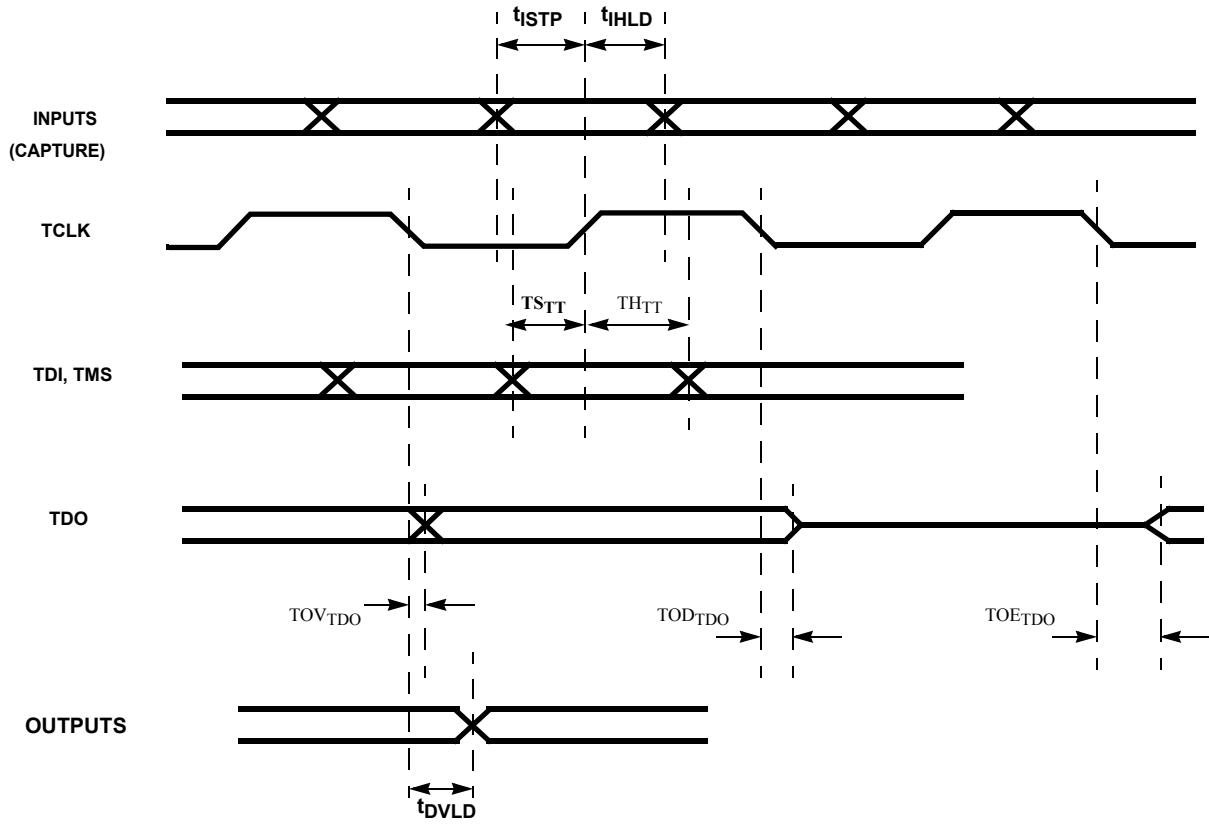 tISTP tIHLD
INPUTS
(CAPTURE)
TCLK
TSTT THTT
TDI, TMS
TDO
TOVTDO TODTDO TOETDO
OUTPUTS
tDVLD